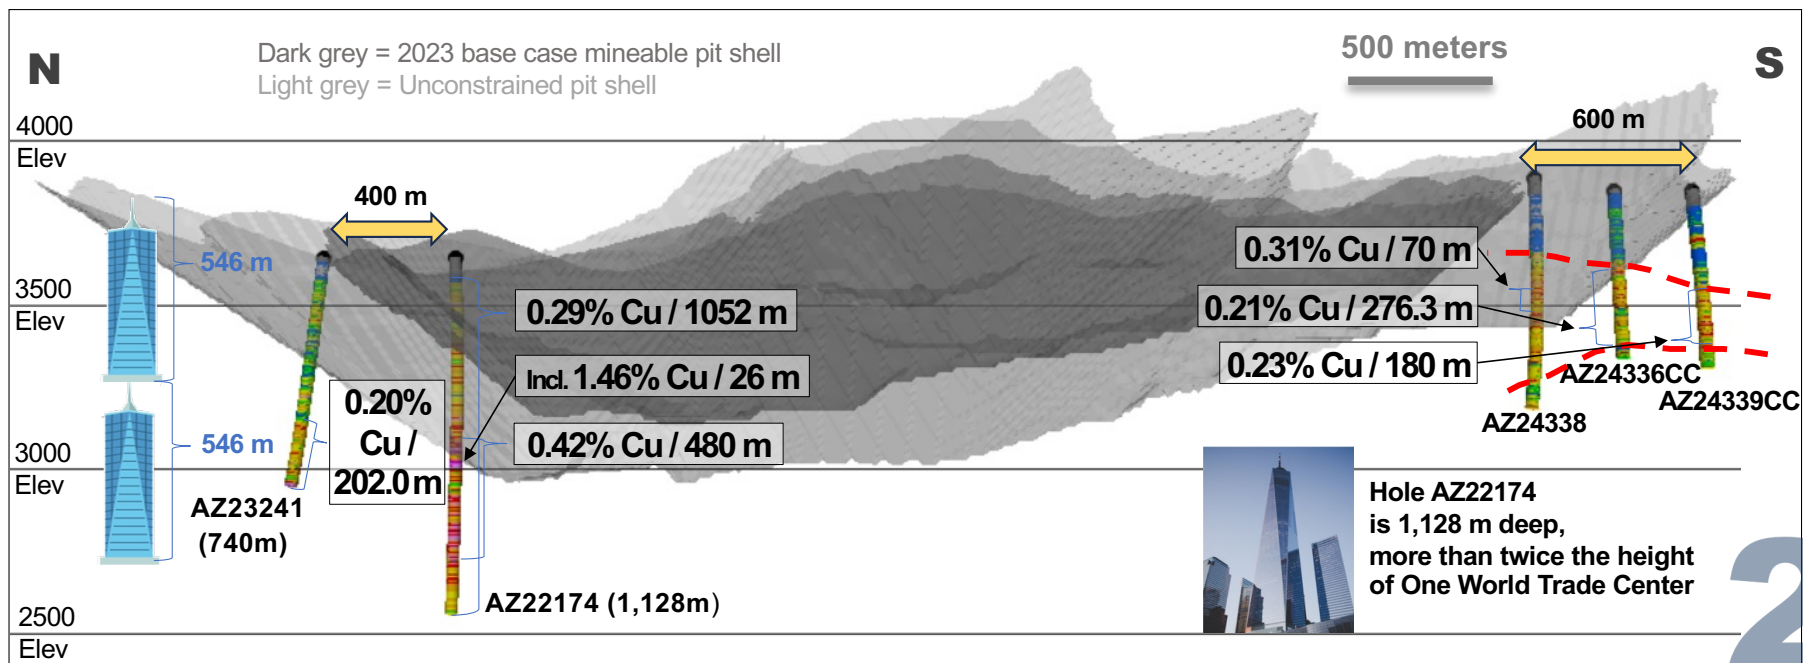 N
Dark grey = 2023 base case mineable pit shell
Light grey = Unconstrained pit shell
500 meters
S
4000
Elev
600 m
400 m
546 m
0.31% Cu / 70 m
3500
Elev
0.29% Cu / 1052 m
0.21% Cu / 276.3 m
Incl. 1.46% Cu / 26 m
0.23% Cu / 180 m
AZ24336CC
AZ24339CC
AZ24338
0.20%
Cu /
202.0 m
546 m
0.42% Cu / 480 m
3000
Elev
AZ23241
(740m)
Hole AZ22174
is 1,128 m deep,
more than twice the height
of One World Trade Center
AZ22174 (1,128m)
2500
Elev
2